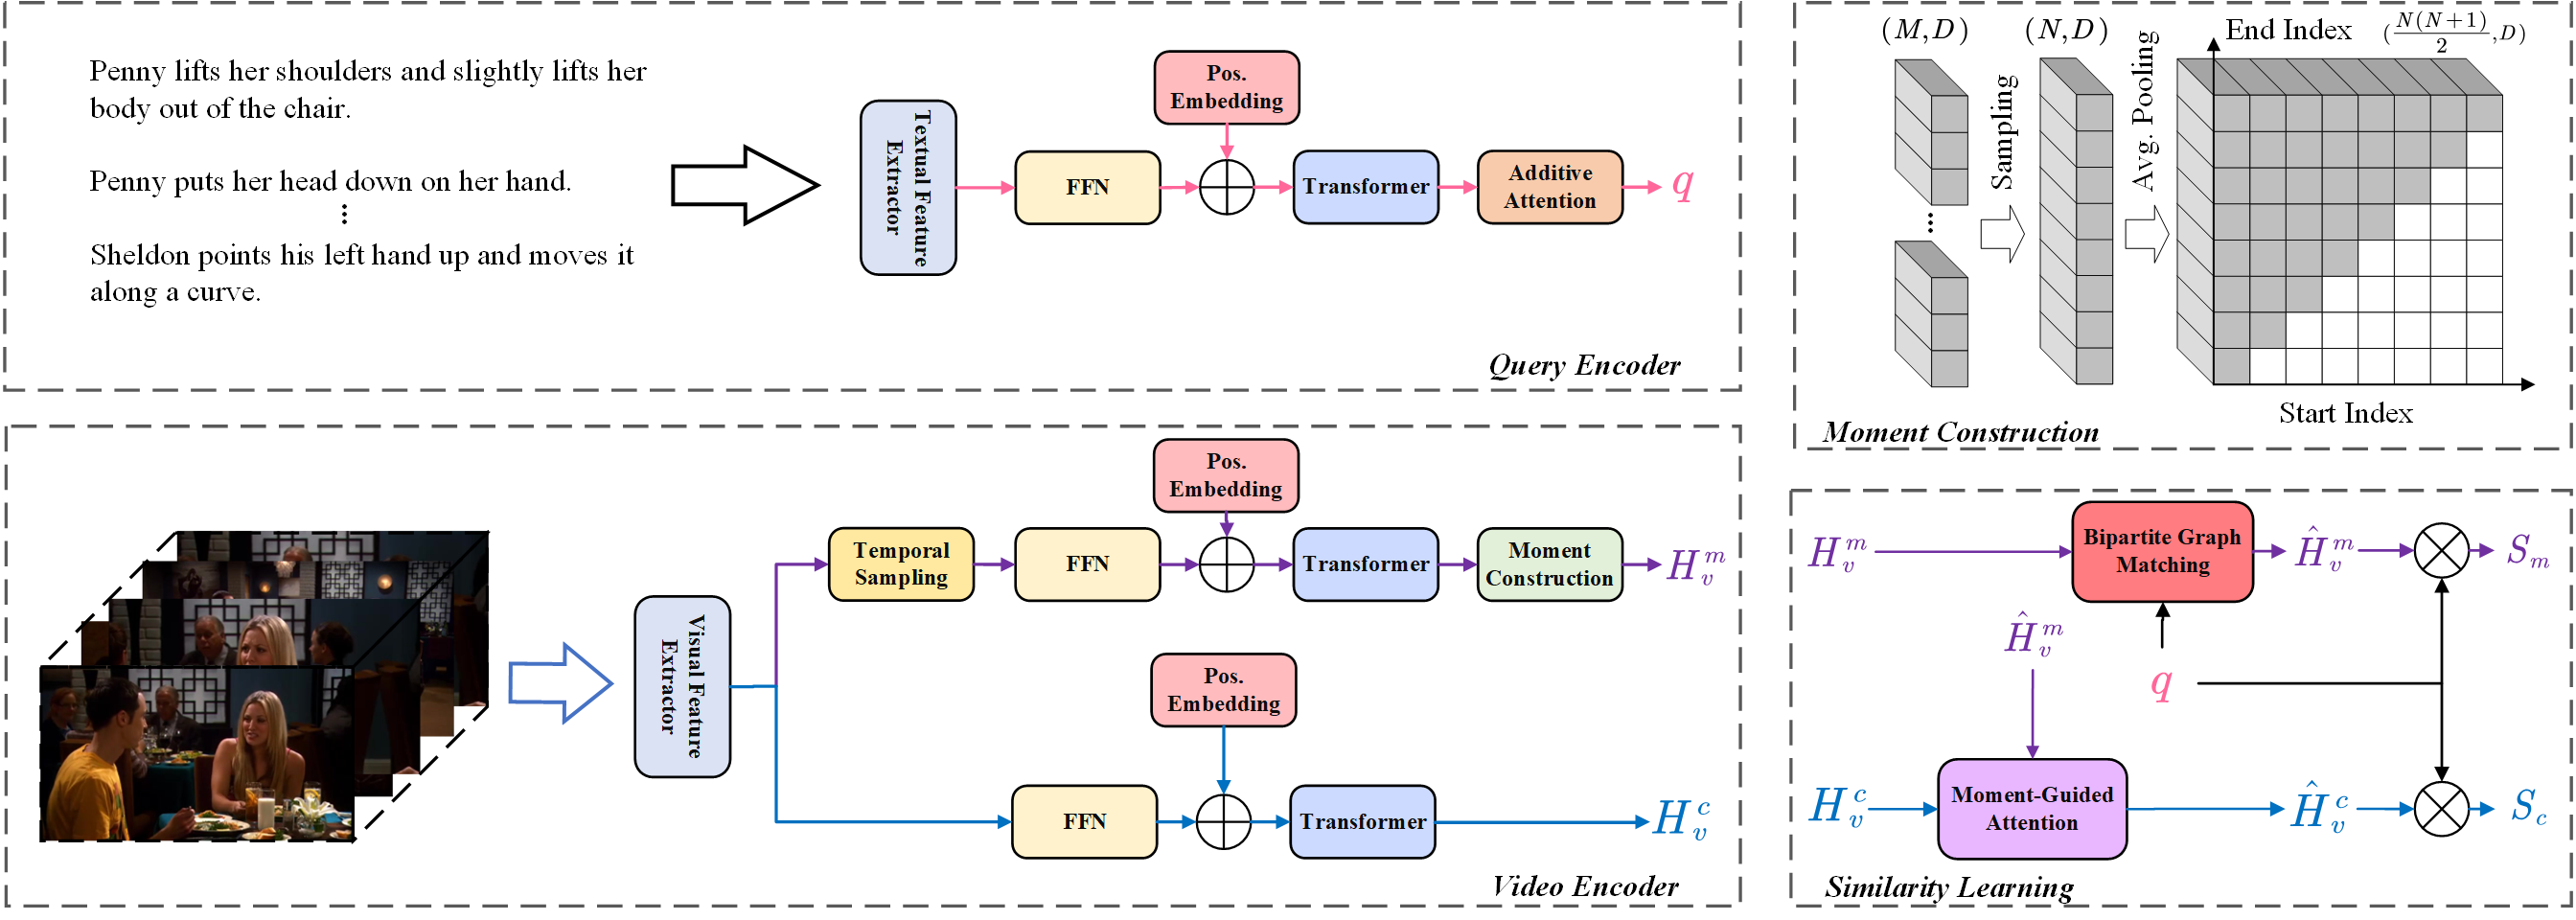 Penny lifts her shoulders and slightly lifts her
body out of the chair.
Penny puts her head down on her hand.
⋮
Sheldon points his left hand up and moves it
along a curve.
Textual Feature
Extractor
FFN
Pos.
Embedding
Transformer
Additive
Attention
q
Query Encoder
Visual Feature
Extractor
Temporal
Sampling
FFN
Pos.
Embedding
Transformer
Moment
Construction
H_v^m
Pos.
Embedding
FFN
Transformer
H_v^c
Video Encoder
(M,D)
...
Sampling
(N,D)
Avg. Pooling
End Index
(\frac{N(N+1)}{2},D)
Start Index
Moment Construction
H_v^m
Bipartite Graph
Matching
\hat{H}_v^m
S_m
\hat{H}_v^m
q
H_v^c
Moment-Guided
Attention
\hat{H}_v^c
S_c
Similarity Learning